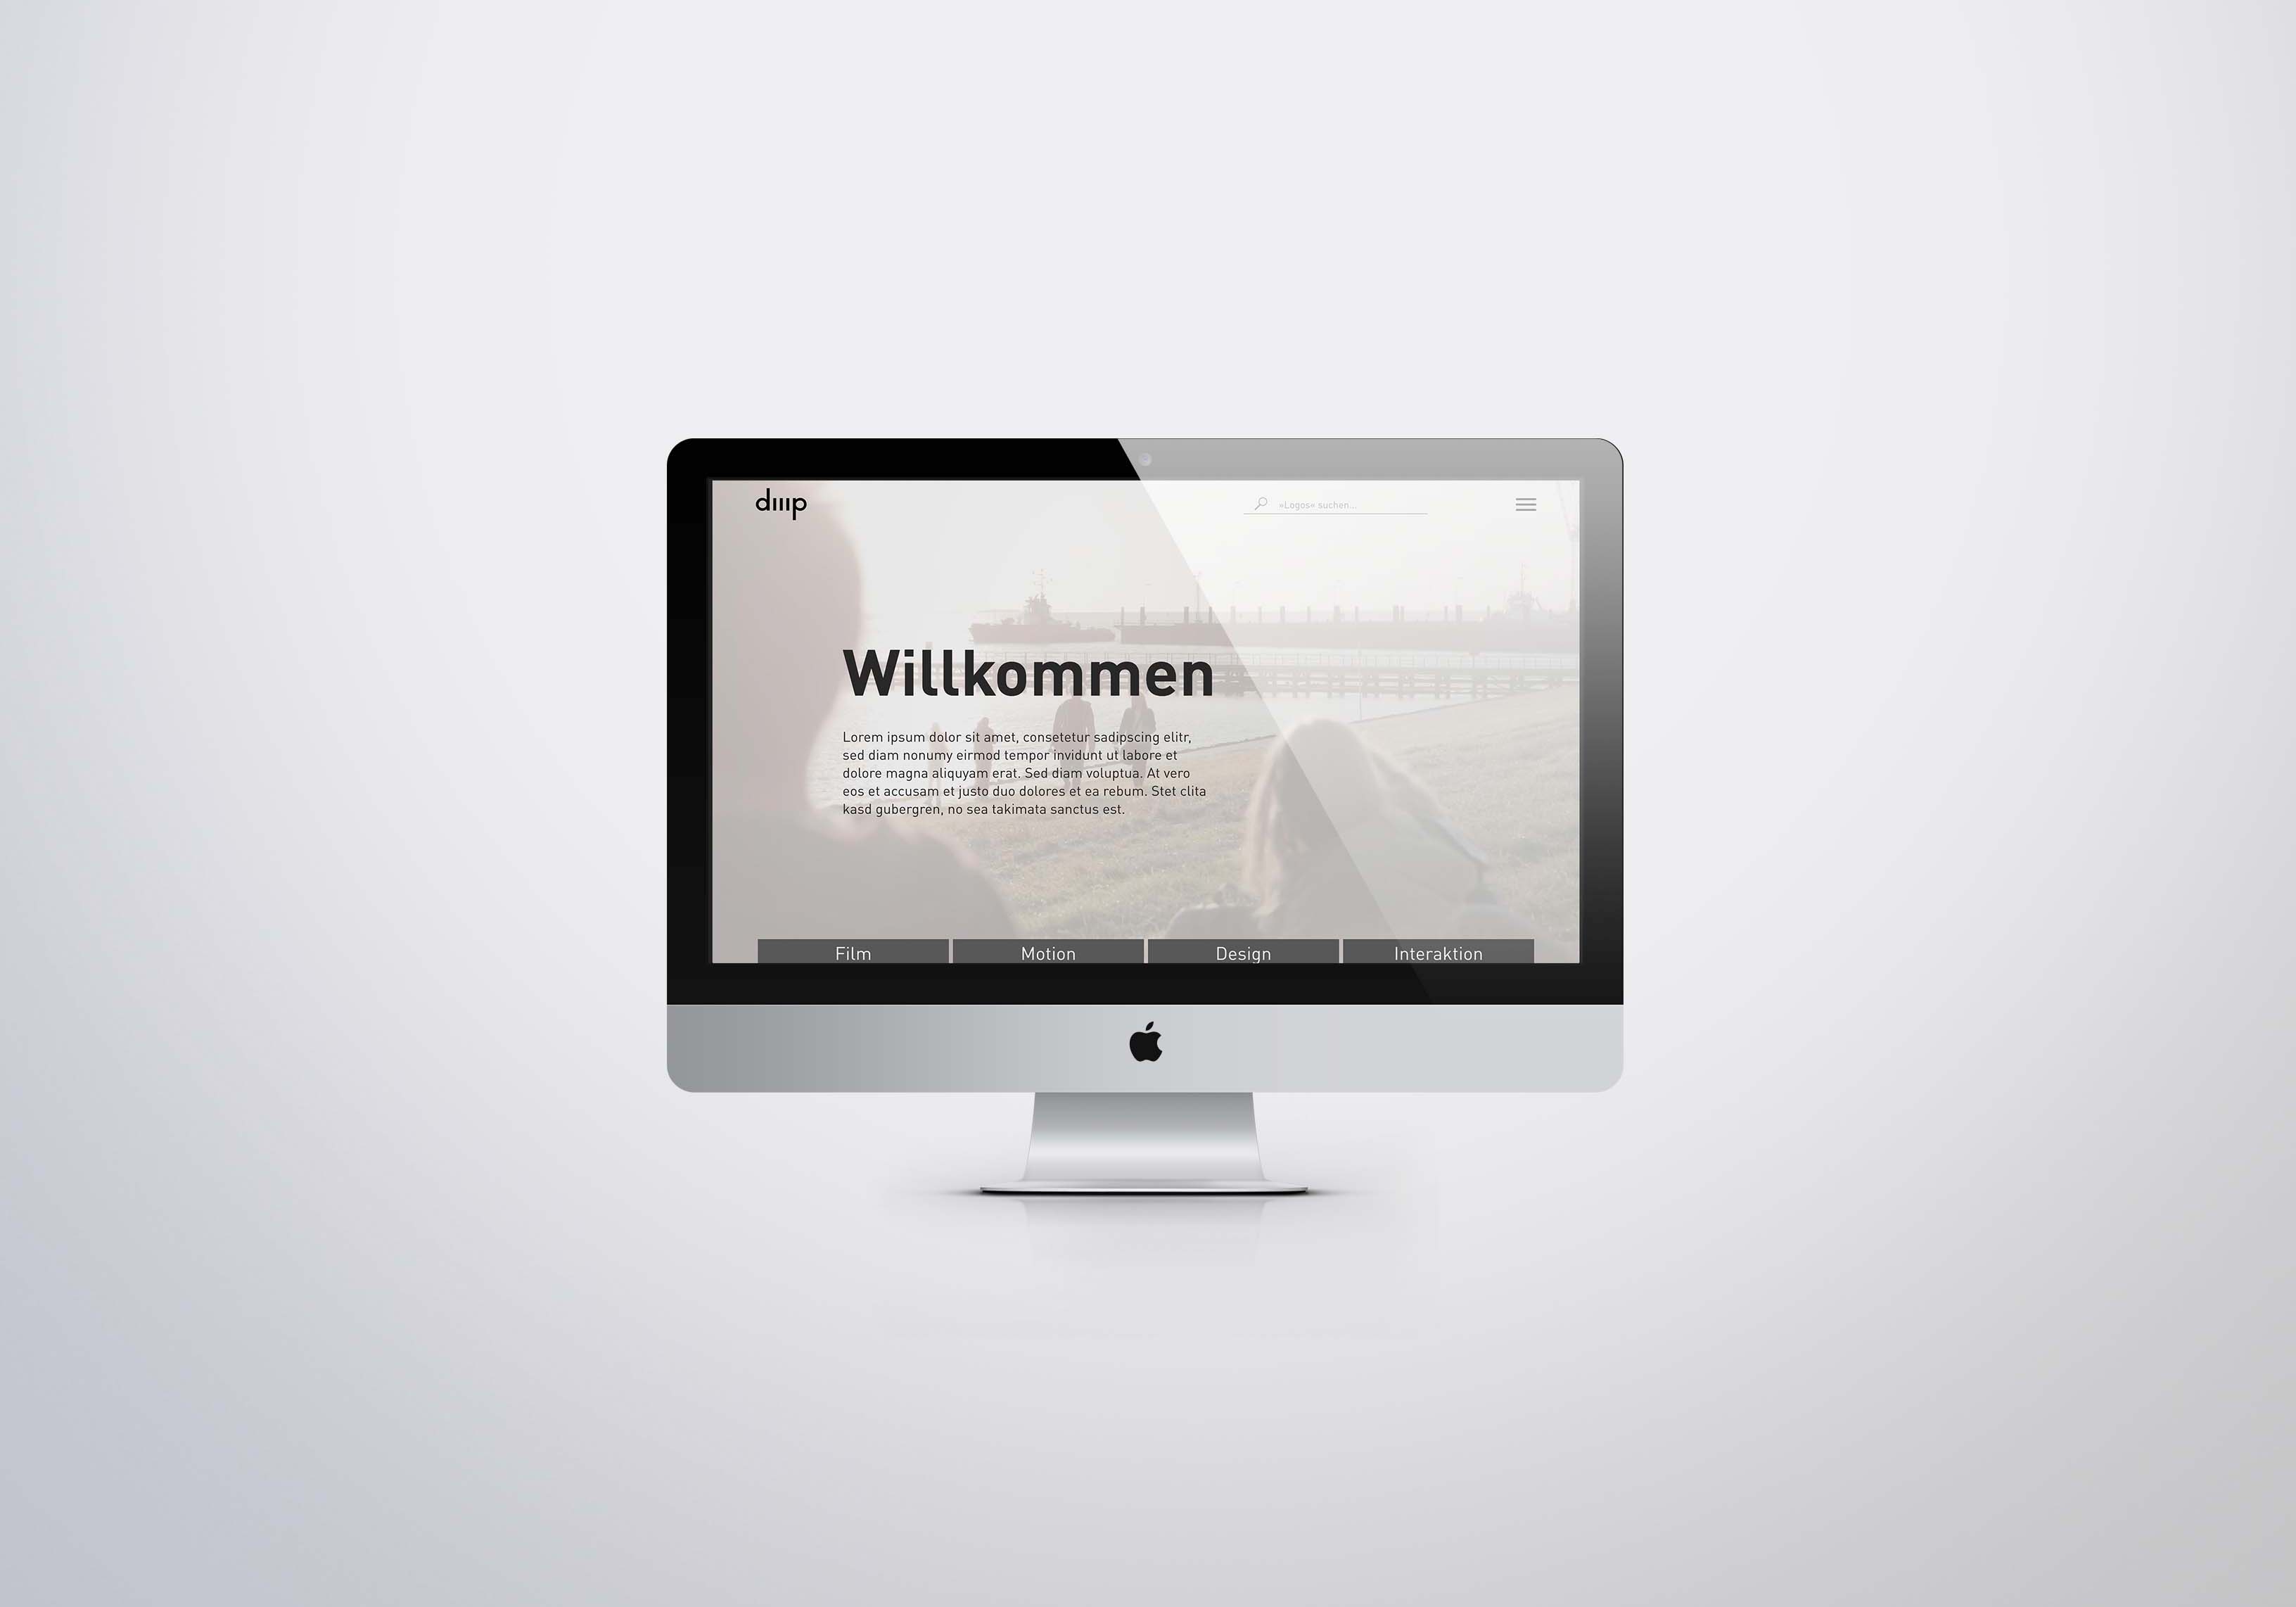 diiip
»Logos« suchen...
Willkommen
Lorem ipsum dolor sit amet, consetetur sadipscing elitr,
sed diam nonumy eirmod tempor invidunt ut labore et
dolore magna aliquyam erat. Sed diam voluptua. At vero
eos et accusam et justo duo dolores et ea rebum. Stet clita
kasd gubergren, no sea takimata sanctus est.
Film
Motion
Design
Interaktion